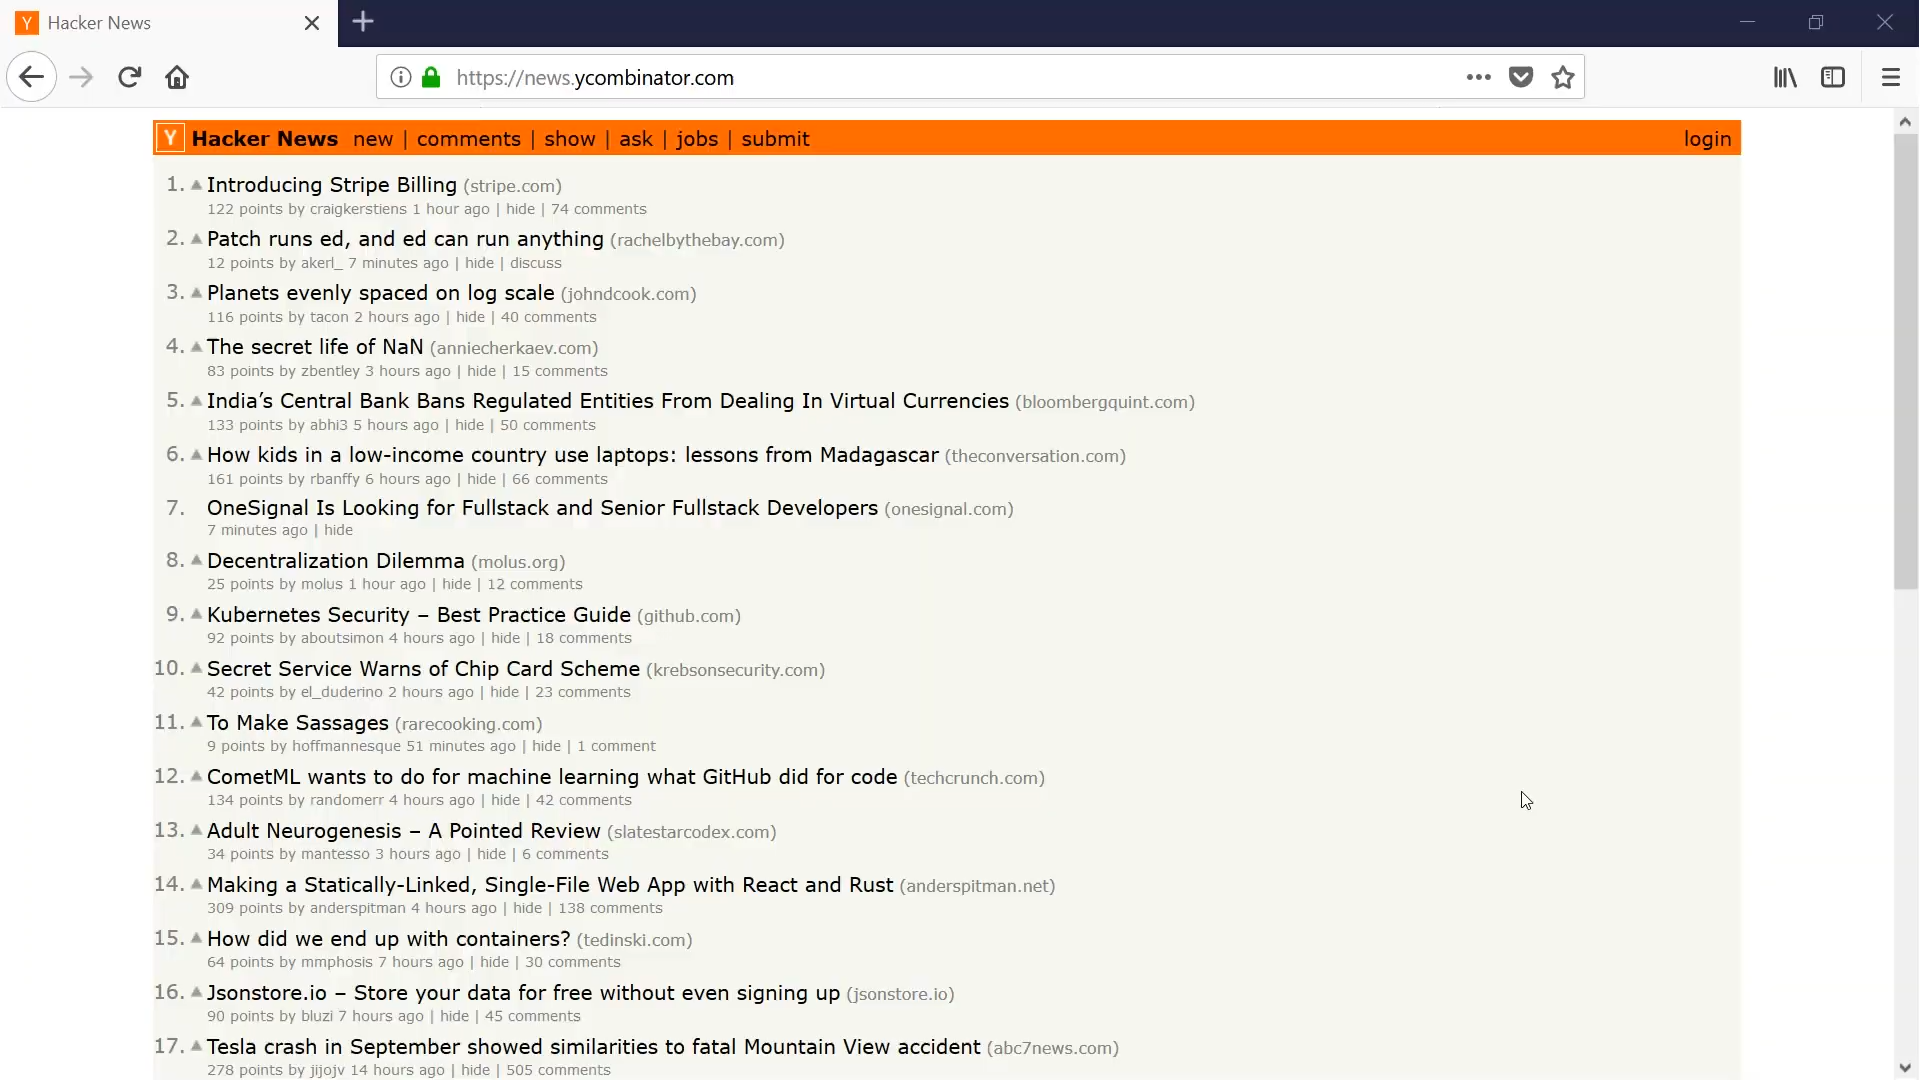 Y Hacker News
https://news.ycombinator.com
Y Hacker News new | comments | show | ask | jobs | submit login
1. Introducing Stripe Billing (stripe.com)
122 points by craigkerstiens 1 hour ago | hide | 74 comments
2. Patch runs ed, and ed can run anything (rachelbythebay.com)
12 points by akerl_ 7 minutes ago | hide | discuss
3. Planets evenly spaced on log scale (johndcook.com)
116 points by tacon 2 hours ago | hide | 40 comments
4. The secret life of NaN (anniecherkaev.com)
83 points by zbentley 3 hours ago | hide | 15 comments
5. India’s Central Bank Bans Regulated Entities From Dealing In Virtual Currencies (bloombergquint.com)
133 points by abhi3 5 hours ago | hide | 50 comments
6. How kids in a low-income country use laptops: lessons from Madagascar (theconversation.com)
161 points by rbanffy 6 hours ago | hide | 66 comments
7. OneSignal Is Looking for Fullstack and Senior Fullstack Developers (onesignal.com)
7 minutes ago | hide
8. Decentralization Dilemma (molus.org)
25 points by molus 1 hour ago | hide | 12 comments
9. Kubernetes Security – Best Practice Guide (github.com)
92 points by aboutsimon 4 hours ago | hide | 18 comments
10. Secret Service Warns of Chip Card Scheme (krebsonsecurity.com)
42 points by el_duderino 2 hours ago | hide | 23 comments
11. To Make Sassages (rarecooking.com)
9 points by hoffmannesque 51 minutes ago | hide | 1 comment
12. CometML wants to do for machine learning what GitHub did for code (techcrunch.com)
134 points by randomerr 4 hours ago | hide | 42 comments
13. Adult Neurogenesis – A Pointed Review (slatestarcodex.com)
34 points by mantesso 3 hours ago | hide | 6 comments
14. Making a Statically-Linked, Single-File Web App with React and Rust (anderspitman.net)
309 points by anderspitman 4 hours ago | hide | 138 comments
15. How did we end up with containers? (tedinski.com)
64 points by mmphosis 7 hours ago | hide | 30 comments
16. Jsonstore.io – Store your data for free without even signing up (jsonstore.io)
90 points by bluzi 7 hours ago | hide | 45 comments
17. Tesla crash in September showed similarities to fatal Mountain View accident (abc7news.com)
278 points by jijojv 14 hours ago | hide | 505 comments